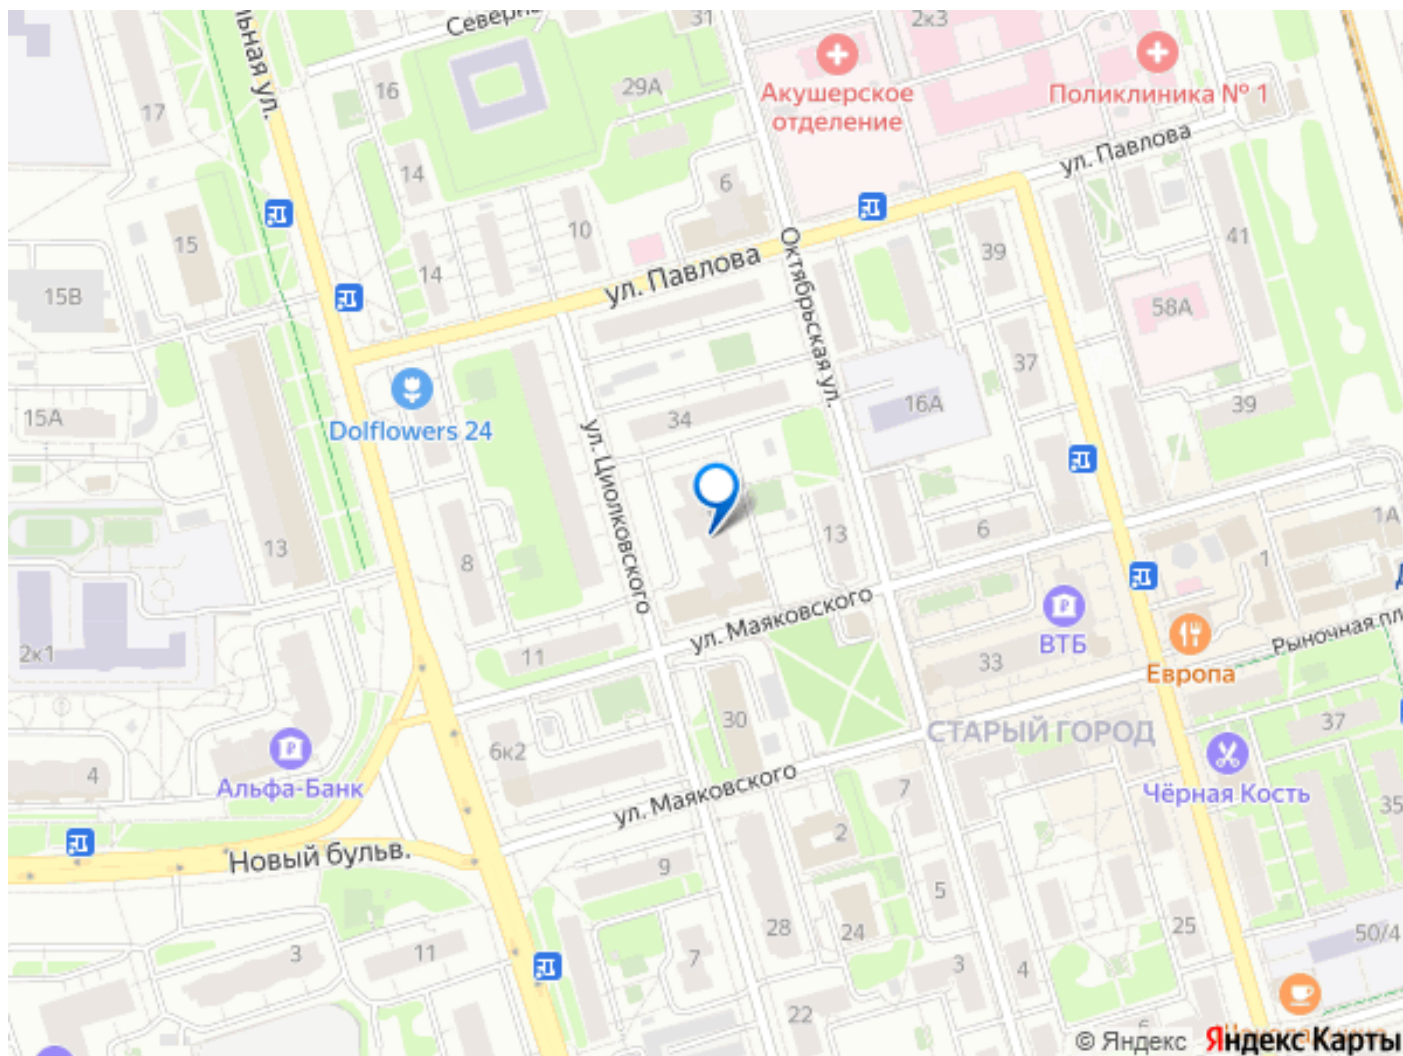 Северн
31
2к3
льная ул.
16
29А
Акушерское
отделение
Поликлиника № 1
17
ул. Павлова
14
6
15
10
Октябрьская ул.
39
41
14
ул. Павлова
15В
58А
37
15А
Dolflowers 24
34
16А
39
ул. Циолковского
13
8
13
6
1А
1
ул. Маяковского
ВТБ
Рыночная пл
2к1
11
33
Европа
30
СТАРЫЙ ГОРОД
37
6к2
4
Альфа-Банк
ул. Маяковского
7
Чёрная Кость
35
2
Новый бульв.
9
5
28
24
25
50/4
3
11
7
3
4
22
© Яндекс
Яндекс Карты